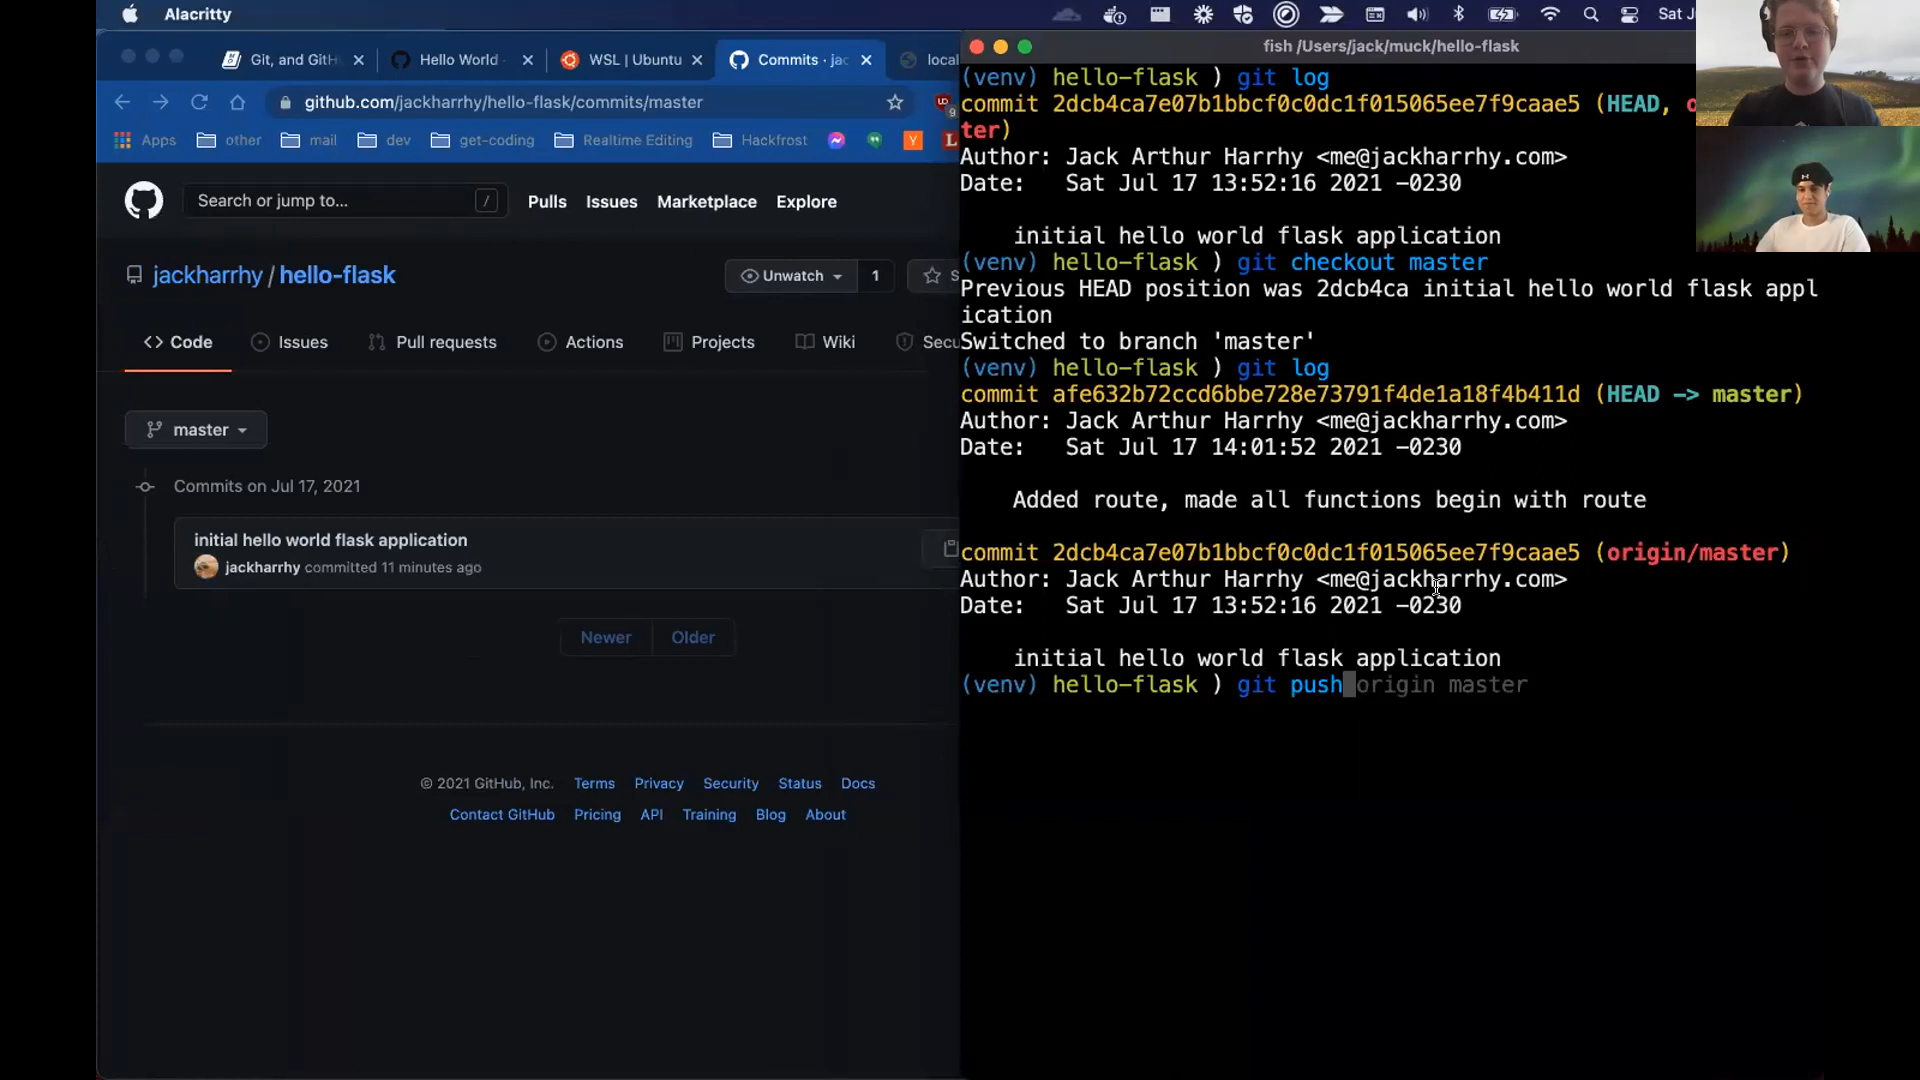 Alacritty
Sat J
Git, and GitH
Hello World
WSL | Ubuntu
Commits · jac
local
github.com/jackharrhy/hello-flask/commits/master
9
Apps
other
mail
dev
get-coding
Realtime Editing
Hackfrost
Search or jump to...
/
Pulls
Issues
Marketplace
Explore
jackharrhy / hello-flask
Unwatch
1
S
Code
Issues
Pull requests
Actions
Projects
Wiki
Secu
master
Commits on Jul 17, 2021
initial hello world flask application
jackharrhy committed 11 minutes ago
Newer
Older
© 2021 GitHub, Inc.
Terms
Privacy
Security
Status
Docs
Contact GitHub
Pricing
API
Training
Blog
About
fish /Users/jack/muck/hello-flask
(venv) hello-flask ) git log
commit 2dcb4ca7e07b1bbcf0c0dc1f015065ee7f9caae5 (HEAD, o
ter)
Author: Jack Arthur Harrhy <me@jackharrhy.com>
Date:   Sat Jul 17 13:52:16 2021 -0230
initial hello world flask application
(venv) hello-flask ) git checkout master
Previous HEAD position was 2dcb4ca initial hello world flask appl
ication
Switched to branch 'master'
(venv) hello-flask ) git log
commit afe632b72ccd6bbe728e73791f4de1a18f4b411d (HEAD -> master)
Author: Jack Arthur Harrhy <me@jackharrhy.com>
Date:   Sat Jul 17 14:01:52 2021 -0230
Added route, made all functions begin with route
commit 2dcb4ca7e07b1bbcf0c0dc1f015065ee7f9caae5 (origin/master)
Author: Jack Arthur Harrhy <me@jackharrhy.com>
Date:   Sat Jul 17 13:52:16 2021 -0230
initial hello world flask application
(venv) hello-flask ) git push origin master